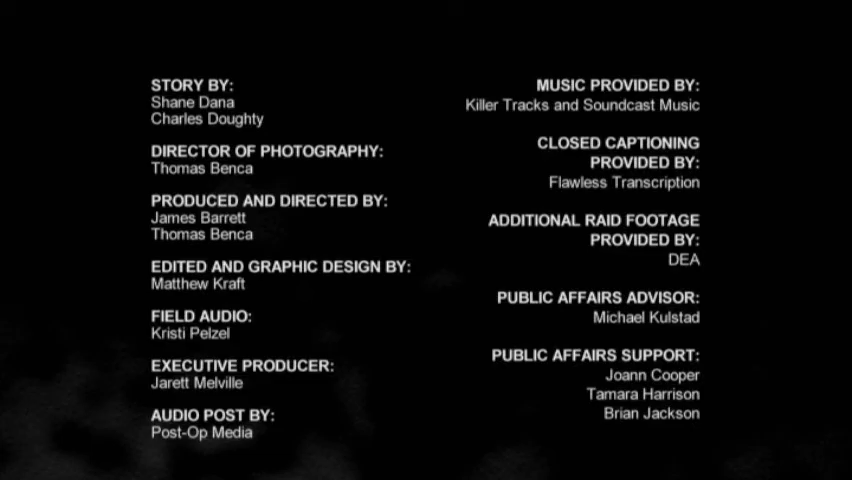 STORY BY:
Shane Dana
Charles Doughty
DIRECTOR OF PHOTOGRAPHY:
Thomas Benca
PRODUCED AND DIRECTED BY:
James Barrett
Thomas Benca
EDITED AND GRAPHIC DESIGN BY:
Matthew Kraft
FIELD AUDIO:
Kristi Pelzel
EXECUTIVE PRODUCER:
Jarett Melville
AUDIO POST BY:
Post-Op Media
MUSIC PROVIDED BY:
Killer Tracks and Soundcast Music
CLOSED CAPTIONING
PROVIDED BY:
Flawless Transcription
ADDITIONAL RAID FOOTAGE
PROVIDED BY:
DEA
PUBLIC AFFAIRS ADVISOR:
Michael Kulstad
PUBLIC AFFAIRS SUPPORT:
Joann Cooper
Tamara Harrison
Brian Jackson